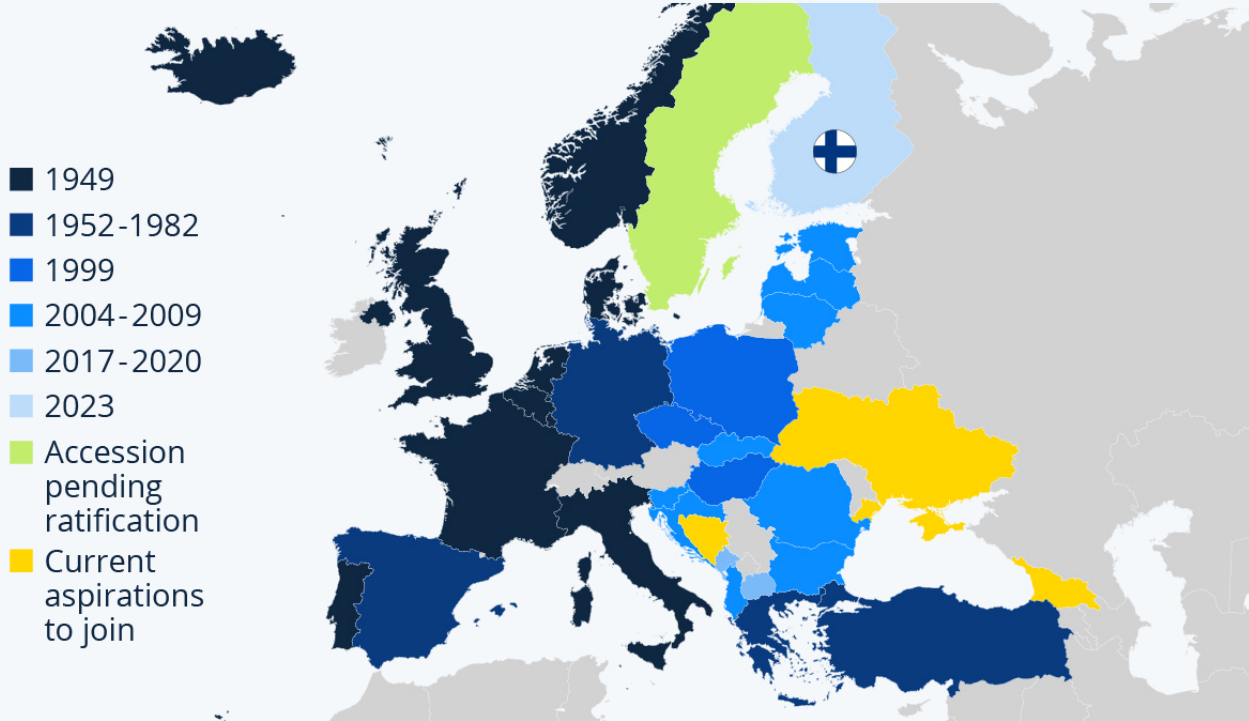 1949
1952-1982
1999
2004-2009
2017-2020
2023
Accession
pending
ratification
Current
aspirations
to join